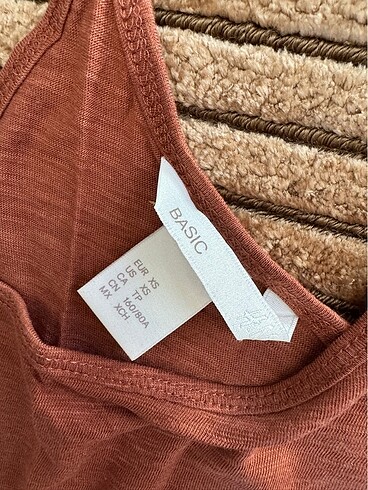 BASIC
EUR XS
US XS
CA TP
CN 160/80A
MX XCH